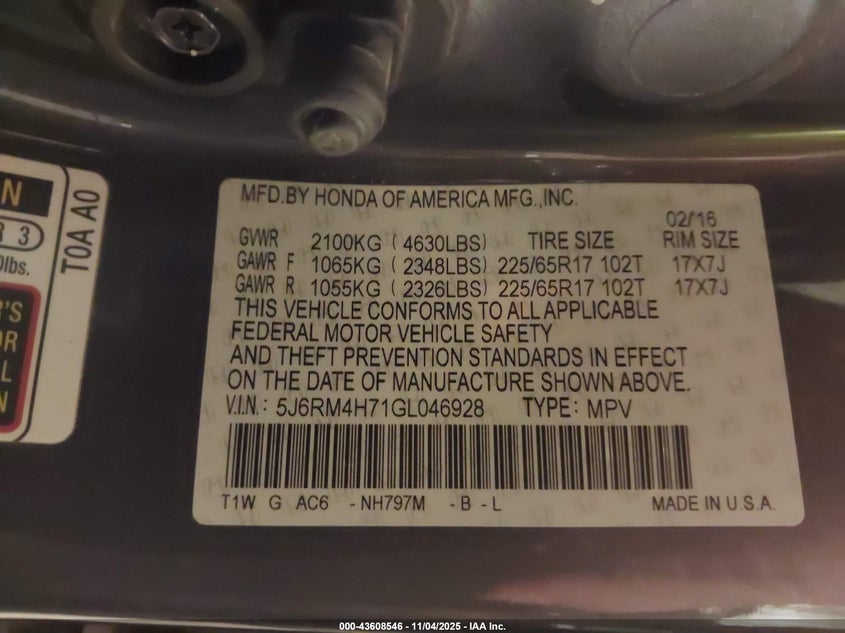 N
R 3
0lbs.
T0A A0
R'S
OR
L
N
MFD.BY HONDA OF AMERICA MFG.,INC.
02/16
GVWR 2100KG ( 4630LBS) TIRE SIZE RIM SIZE
GAWR F 1065KG ( 2348LBS) 225/65R17 102T 17X7J
GAWR R 1055KG ( 2326LBS) 225/65R17 102T 17X7J
THIS VEHICLE CONFORMS TO ALL APPLICABLE
FEDERAL MOTOR VEHICLE SAFETY
AND THEFT PREVENTION STANDARDS IN EFFECT
ON THE DATE OF MANUFACTURE SHOWN ABOVE.
V.I.N.: 5J6RM4H71GL046928 TYPE: MPV
T1W G AC6 - NH797M - B - L MADE IN U.S.A.
000-43608546 - 11/04/2025 - IAA Inc.